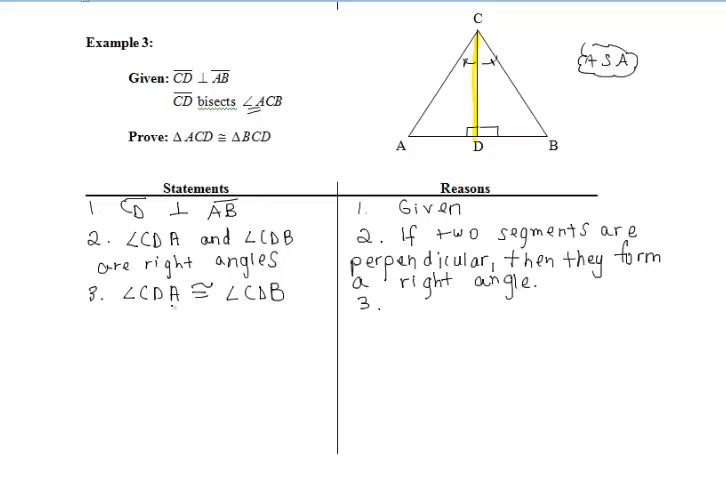 Example 3:
Given: CD ⊥ AB
CD bisects ∠ACB
Prove: Δ ACD ≅ Δ BCD
C
x x
A D B
ASA
Statements Reasons
1. CD ⊥ AB
1. Given
2. ∠CDA and ∠CDB
are right angles
2. If two segments are
perpendicular, then they form
a right angle.
3. ∠CDA ≅ ∠CDB
3.